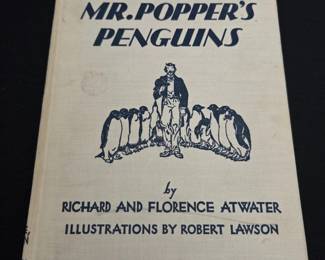 MR. POPPER'S
PENGUINS
by
RICHARD AND FLORENCE ATWATER
ILLUSTRATIONS BY ROBERT LAWSON